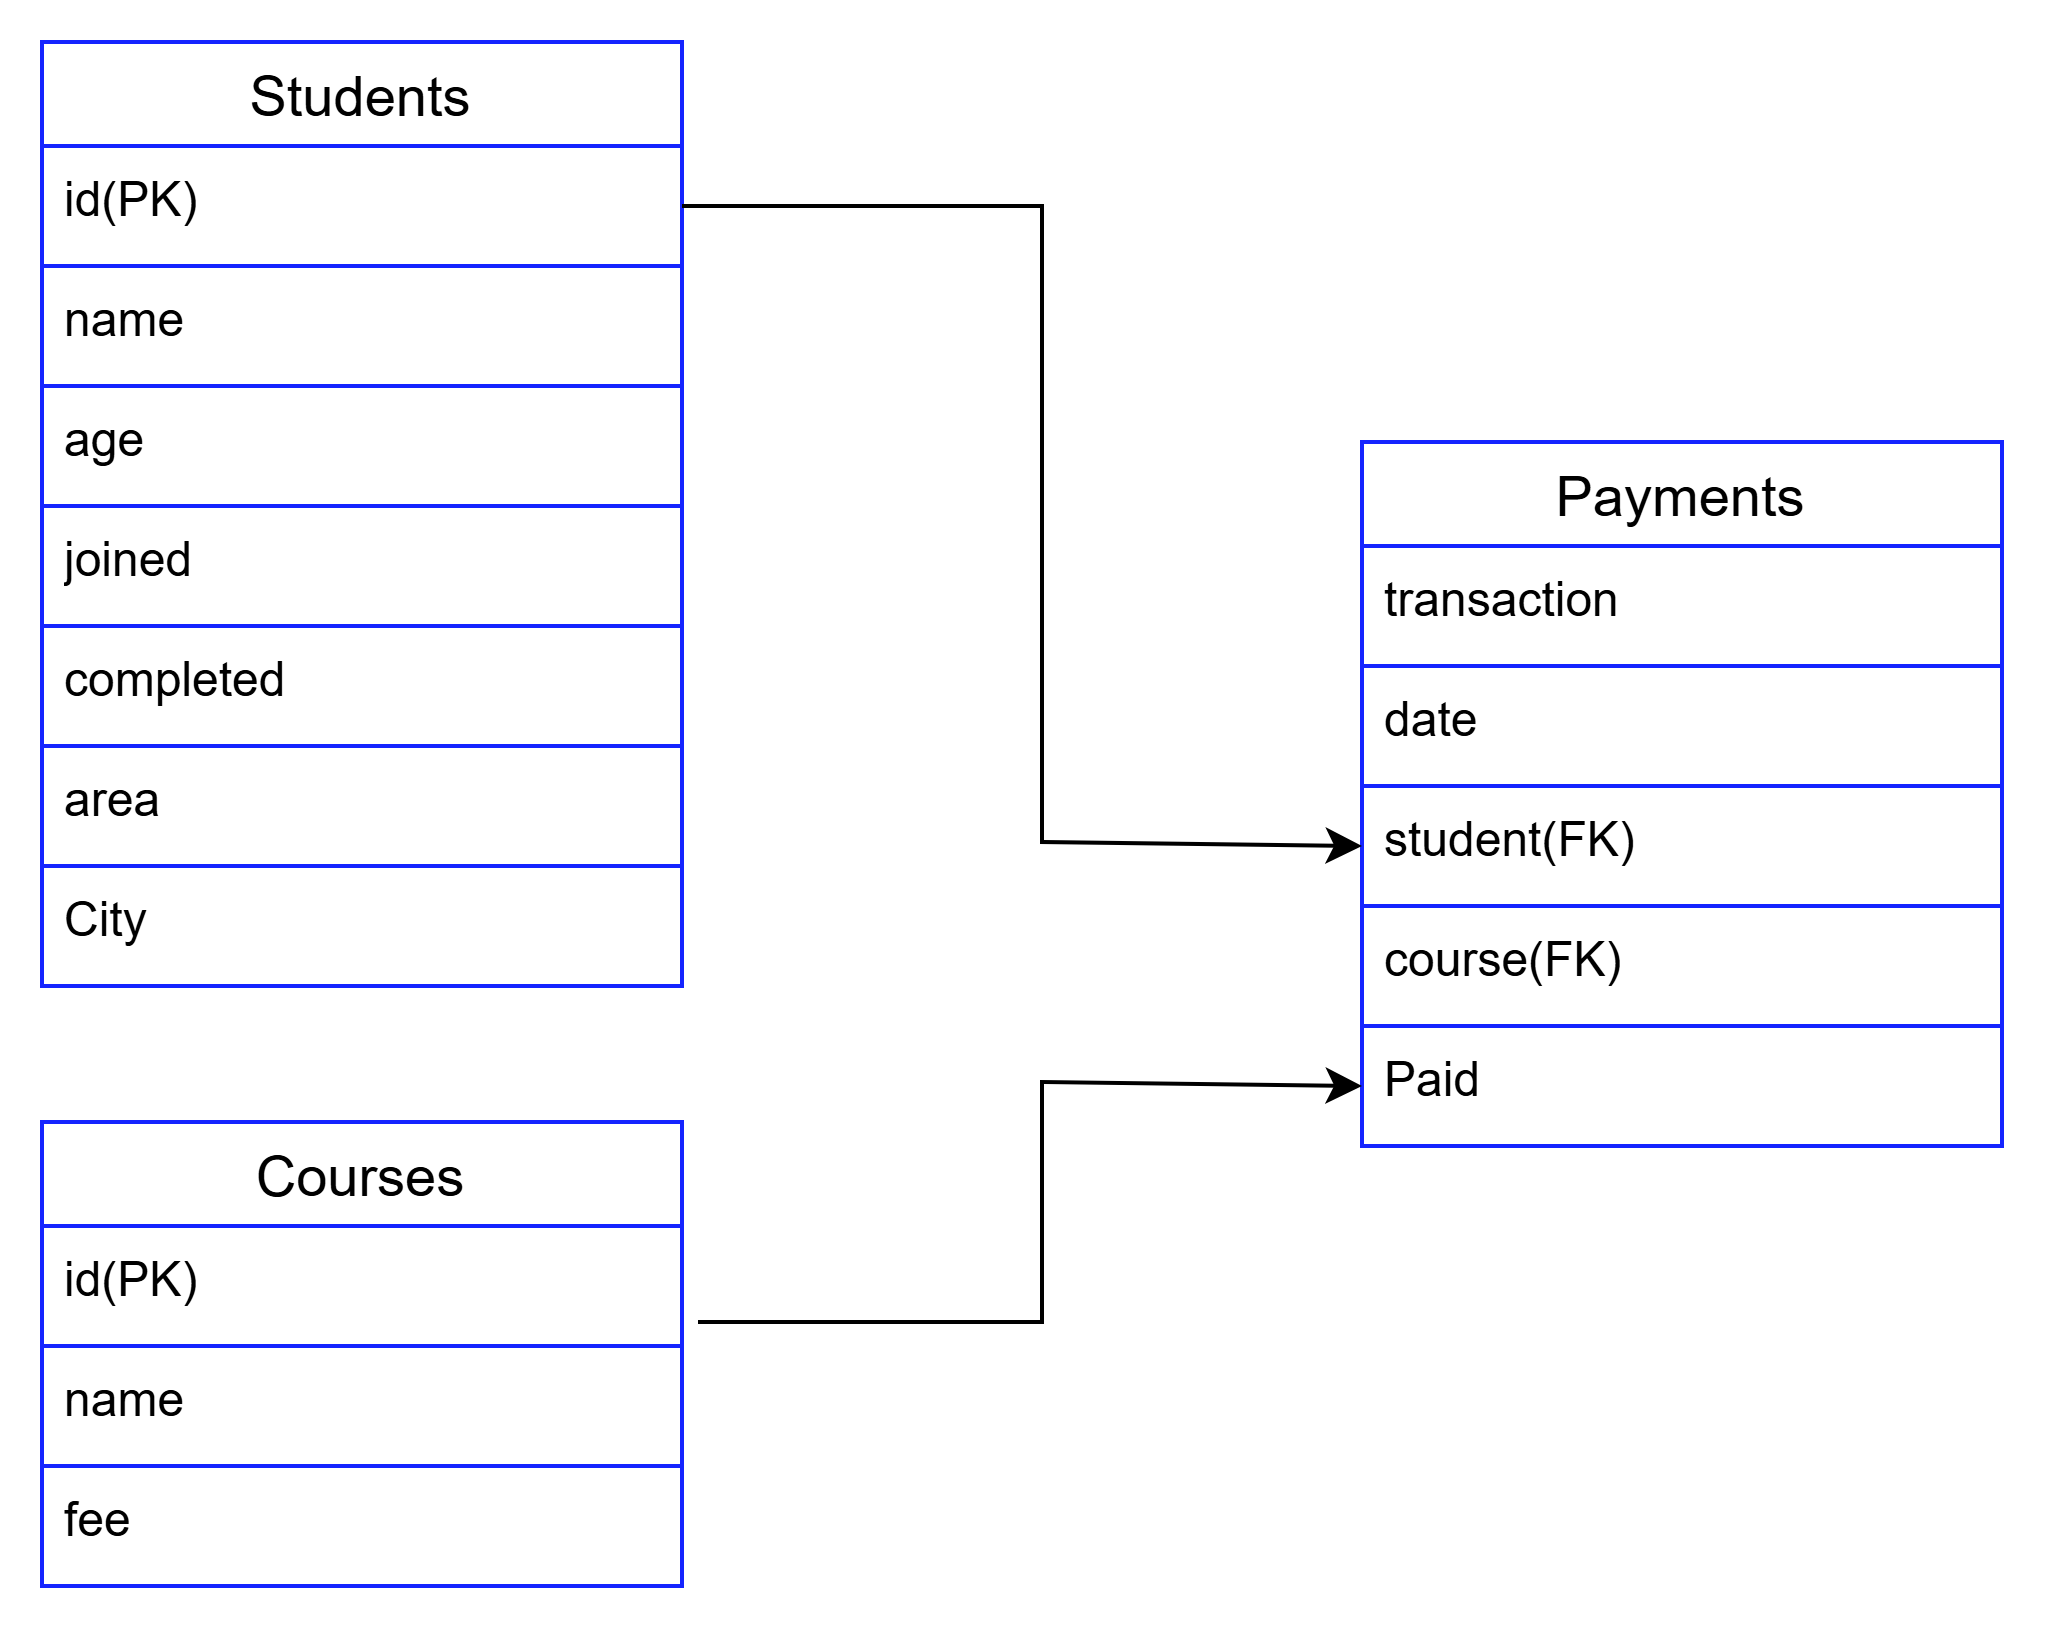 Students
id(PK)
name
age
joined
completed
area
City
Payments
transaction
date
student(FK)
course(FK)
Paid
Courses
id(PK)
name
fee